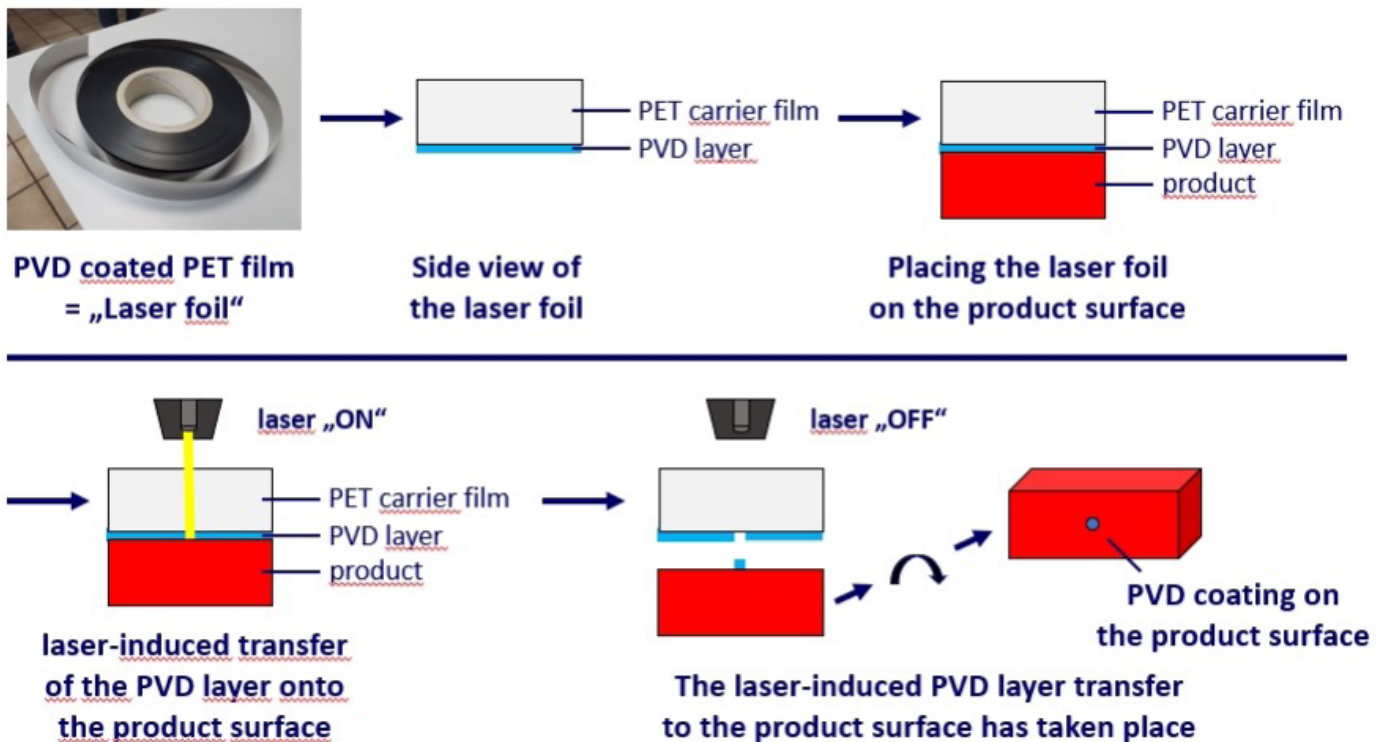 PET carrier film
PVD layer
PET carrier film
PVD layer
product
PVD coated PET film
= „Laser foil“
Side view of
the laser foil
Placing the laser foil
on the product surface
laser „ON“
laser „OFF“
PET carrier film
PVD layer
product
PVD coating on
the product surface
laser-induced transfer
of the PVD layer onto
the product surface
The laser-induced PVD layer transfer
to the product surface has taken place